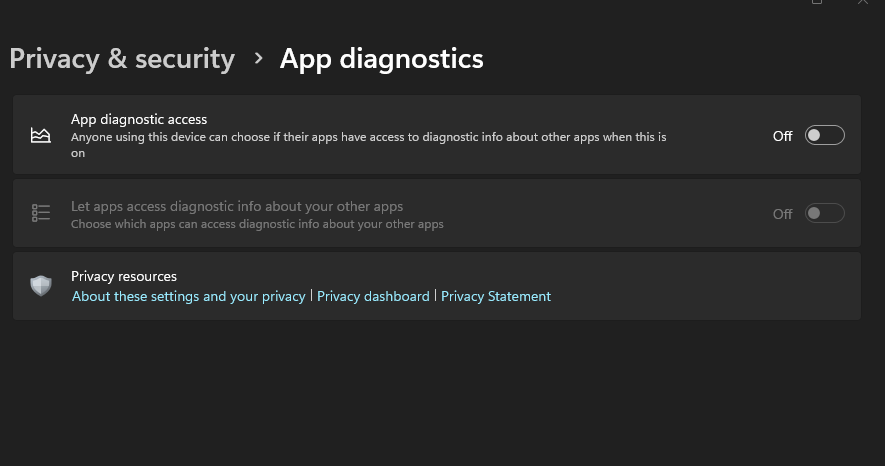 Privacy & security › App diagnostics
App diagnostic access
Anyone using this device can choose if their apps have access to diagnostic info about other apps when this is
on
Off
Let apps access diagnostic info about your other apps
Choose which apps can access diagnostic info about your other apps
Off
Privacy resources
About these settings and your privacy | Privacy dashboard | Privacy Statement